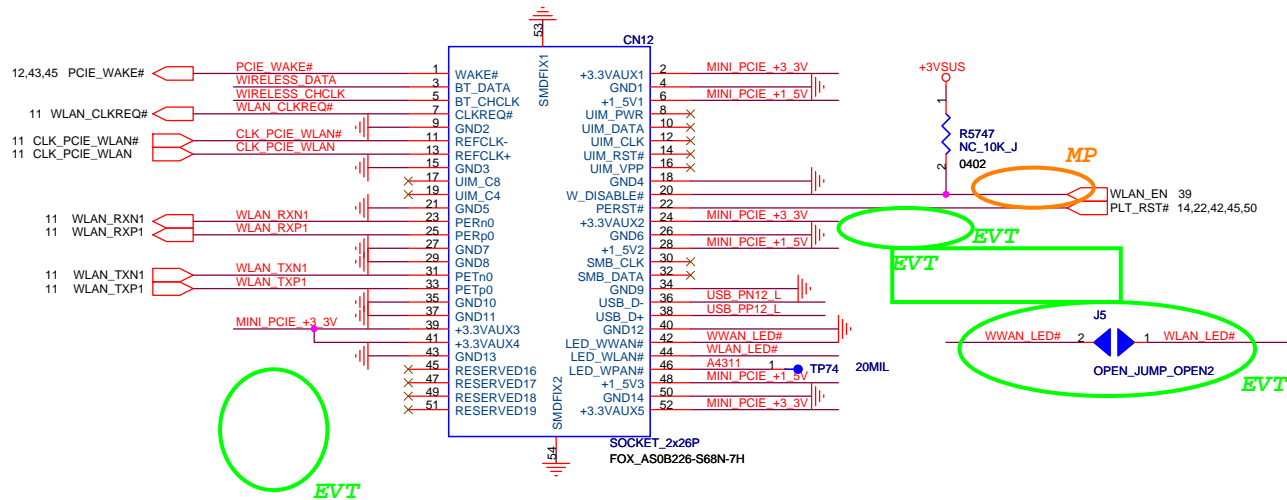 53
CN12
12,43,45 PCIE_WAKE# PCIE_WAKE# 1 WAKE# +3.3VAUX1 2 MINI_PCIE_+3_3V +3VSUS
WIRELESS_DATA 3 BT_DATA SMDFIX1 GND1 4
WIRELESS_CHCLK 5 BT_CHCLK +1_5V1 6 MINI_PCIE_+1_5V 1
11 WLAN_CLKREQ# WLAN_CLKREQ# 7 CLKREQ# UIM_PWR 8
9 GND2 UIM_DATA 10
11 CLK_PCIE_WLAN# CLK_PCIE_WLAN# 11 REFCLK- UIM_CLK 12 R5747
11 CLK_PCIE_WLAN CLK_PCIE_WLAN 13 REFCLK+ UIM_RST# 14 NC_10K_J
15 GND3 UIM_VPP 16 2 0402 MP
17 UIM_C8 GND4 18
19 UIM_C4 W_DISABLE# 20 WLAN_EN 39
21 GND5 PERST# 22 PLT_RST# 14,22,42,45,50
11 WLAN_RXN1 WLAN_RXN1 23 PERn0 +3.3VAUX2 24 MINI_PCIE_+3_3V
11 WLAN_RXP1 WLAN_RXP1 25 PERp0 GND6 26 EVT
27 GND7 +1_5V2 28 MINI_PCIE_+1_5V
29 GND8 SMB_CLK 30 EVT
11 WLAN_TXN1 WLAN_TXN1 31 PETn0 SMB_DATA 32
11 WLAN_TXP1 WLAN_TXP1 33 PETp0 GND9 34
35 GND10 USB_D- 36 USB_PN12_L
37 GND11 USB_D+ 38 USB_PP12_L J5
MINI_PCIE_+3_3V 39 +3.3VAUX3 GND12 40
41 +3.3VAUX4 LED_WWAN# 42 WWAN_LED# WWAN_LED# 2 1 WLAN_LED#
43 GND13 LED_WLAN# 44 WLAN_LED#
45 RESERVED16 LED_WPAN# 46 A4311 1 TP74 20MIL OPEN_JUMP_OPEN2
47 RESERVED17 SMDFIX2 +1_5V3 48 MINI_PCIE_+1_5V EVT
49 RESERVED18 GND14 50
51 RESERVED19 +3.3VAUX5 52 MINI_PCIE_+3_3V
SOCKET_2x26P
54 FOX_AS0B226-S68N-7H
EVT